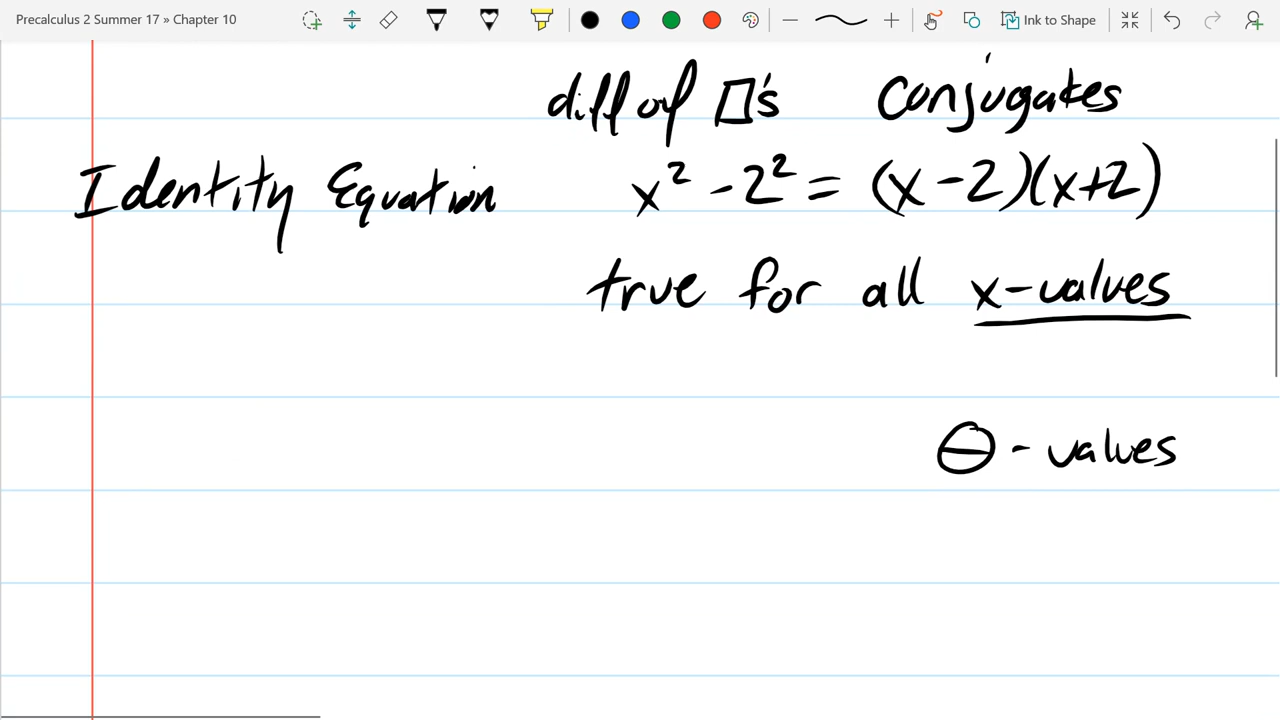 Precalculus 2 Summer 17 » Chapter 10
Ink to Shape
diff of □'s Conjugates
Identity Equation x² - 2² = (x - 2)(x + 2)
true for all x-values
θ - values